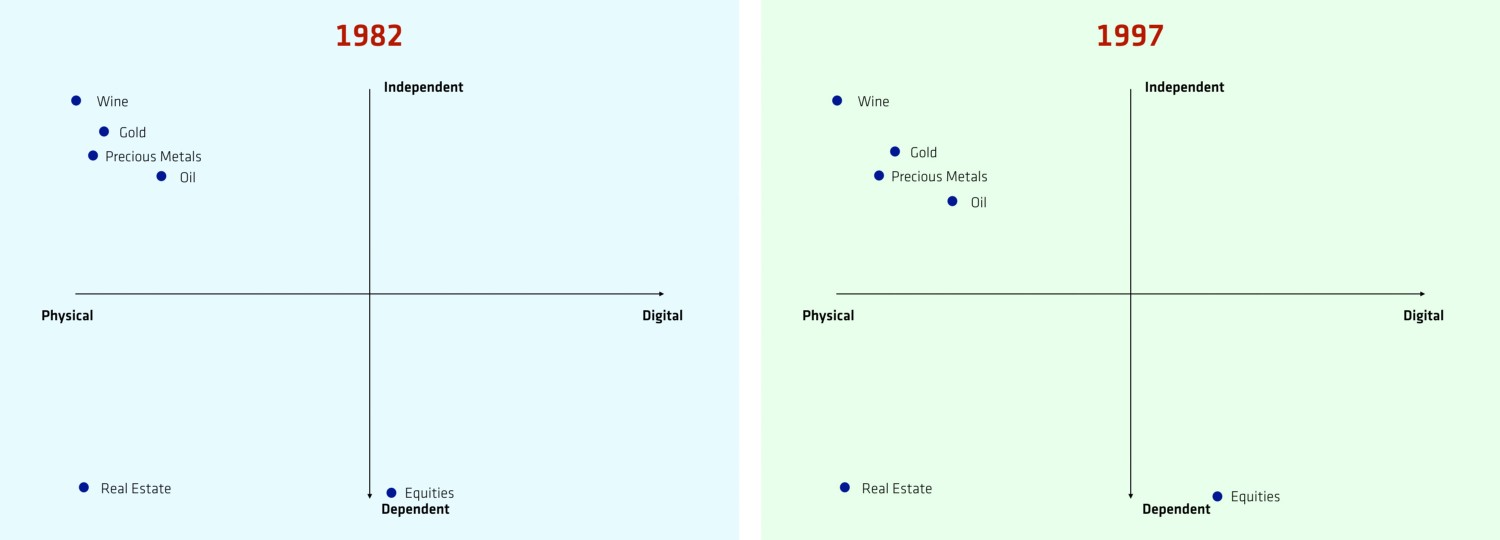 1982
Independent
Wine
Gold
Precious Metals
Oil
Physical
Digital
Real Estate
Equities
Dependent
1997
Independent
Wine
Gold
Precious Metals
Oil
Physical
Digital
Real Estate
Equities
Dependent